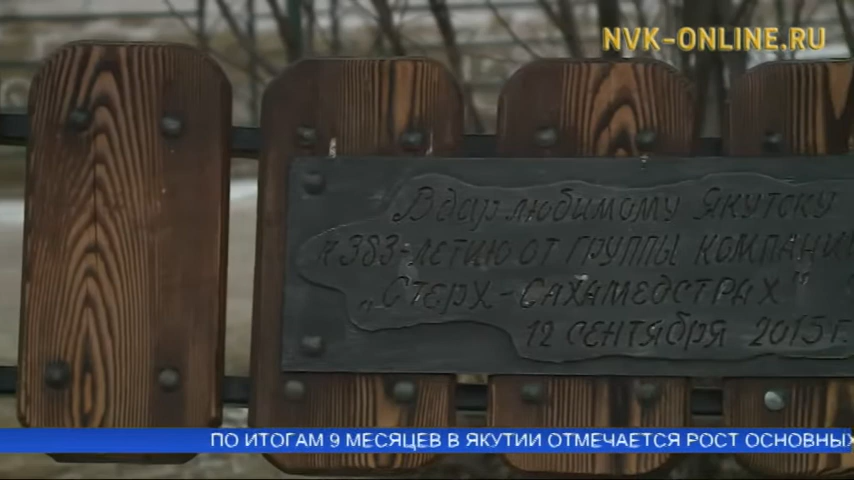 NVK-ONLINE.RU
В дар любимому Якутску
к 383-летию от группы компаний
„Стерх-Сахамедстрах"
12 сентября 2015г.
ПО ИТОГАМ 9 МЕСЯЦЕВ В ЯКУТИИ ОТМЕЧАЕТСЯ РОСТ ОСНОВНЫХ